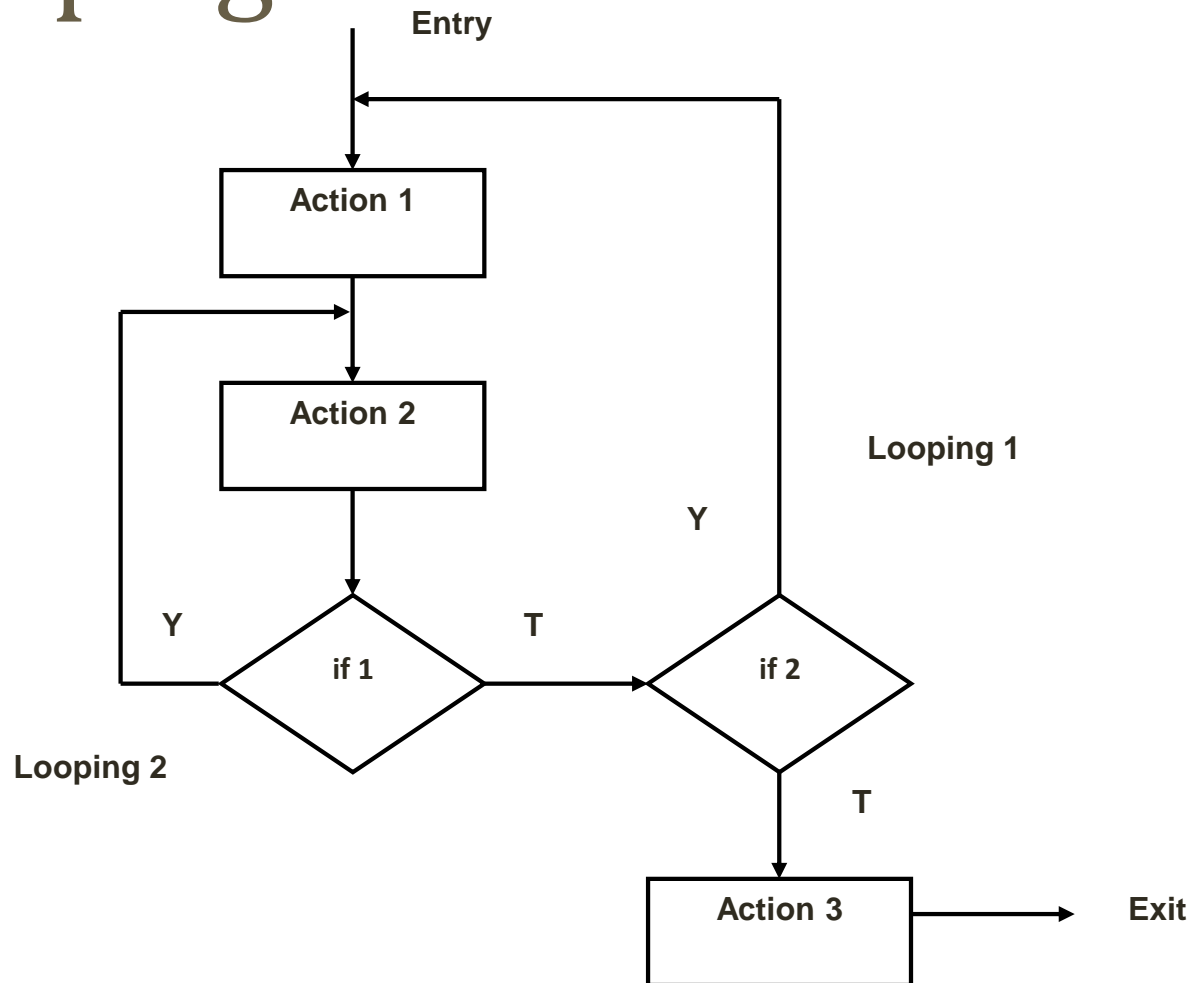 Entry
Action 1
Action 2
Looping 1
Y
Y
T
if 1
if 2
Looping 2
T
Action 3
Exit